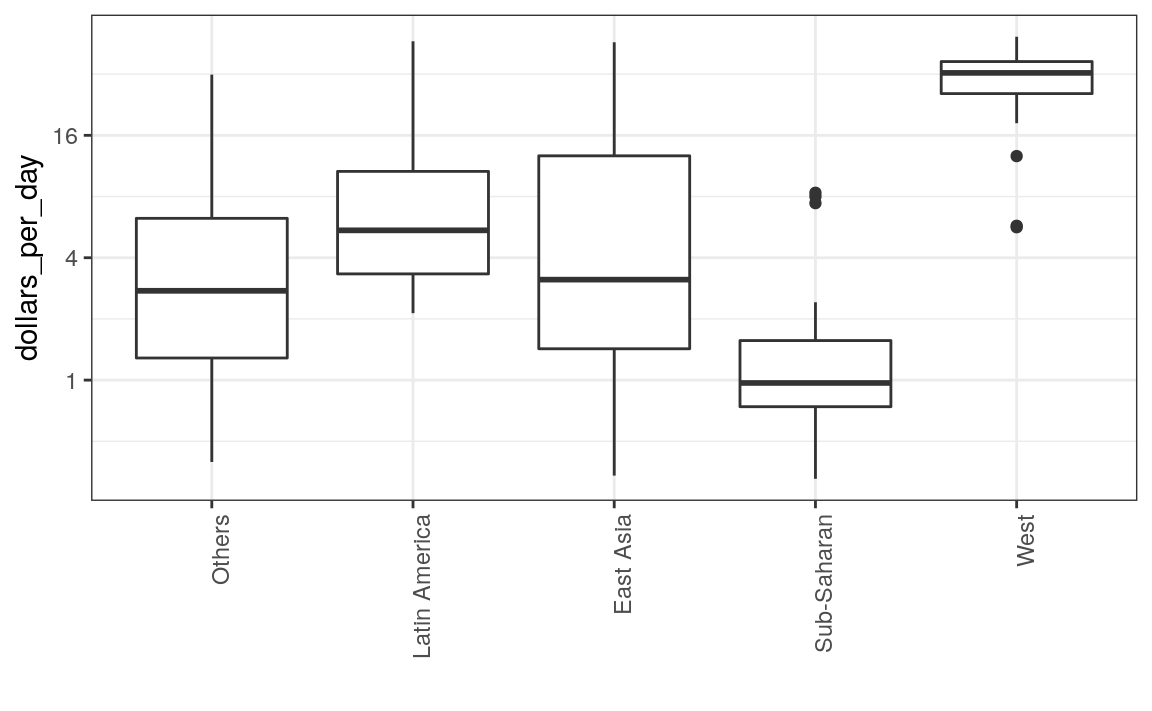 dollars_per_day
16
4
1
Others
Latin America
East Asia
Sub-Saharan
West